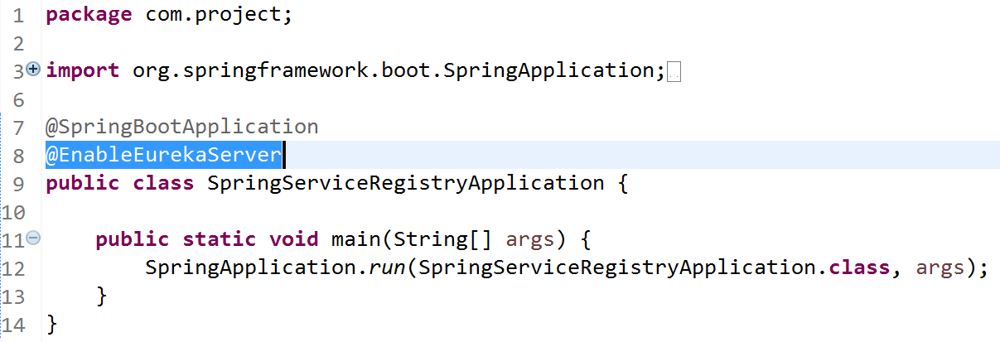 1 package com.project;
2
3 import org.springframework.boot.SpringApplication;
6
7 @SpringBootApplication
8 @EnableEurekaServer
9 public class SpringServiceRegistryApplication {
10
11 public static void main(String[] args) {
12 SpringApplication.run(SpringServiceRegistryApplication.class, args);
13 }
14 }